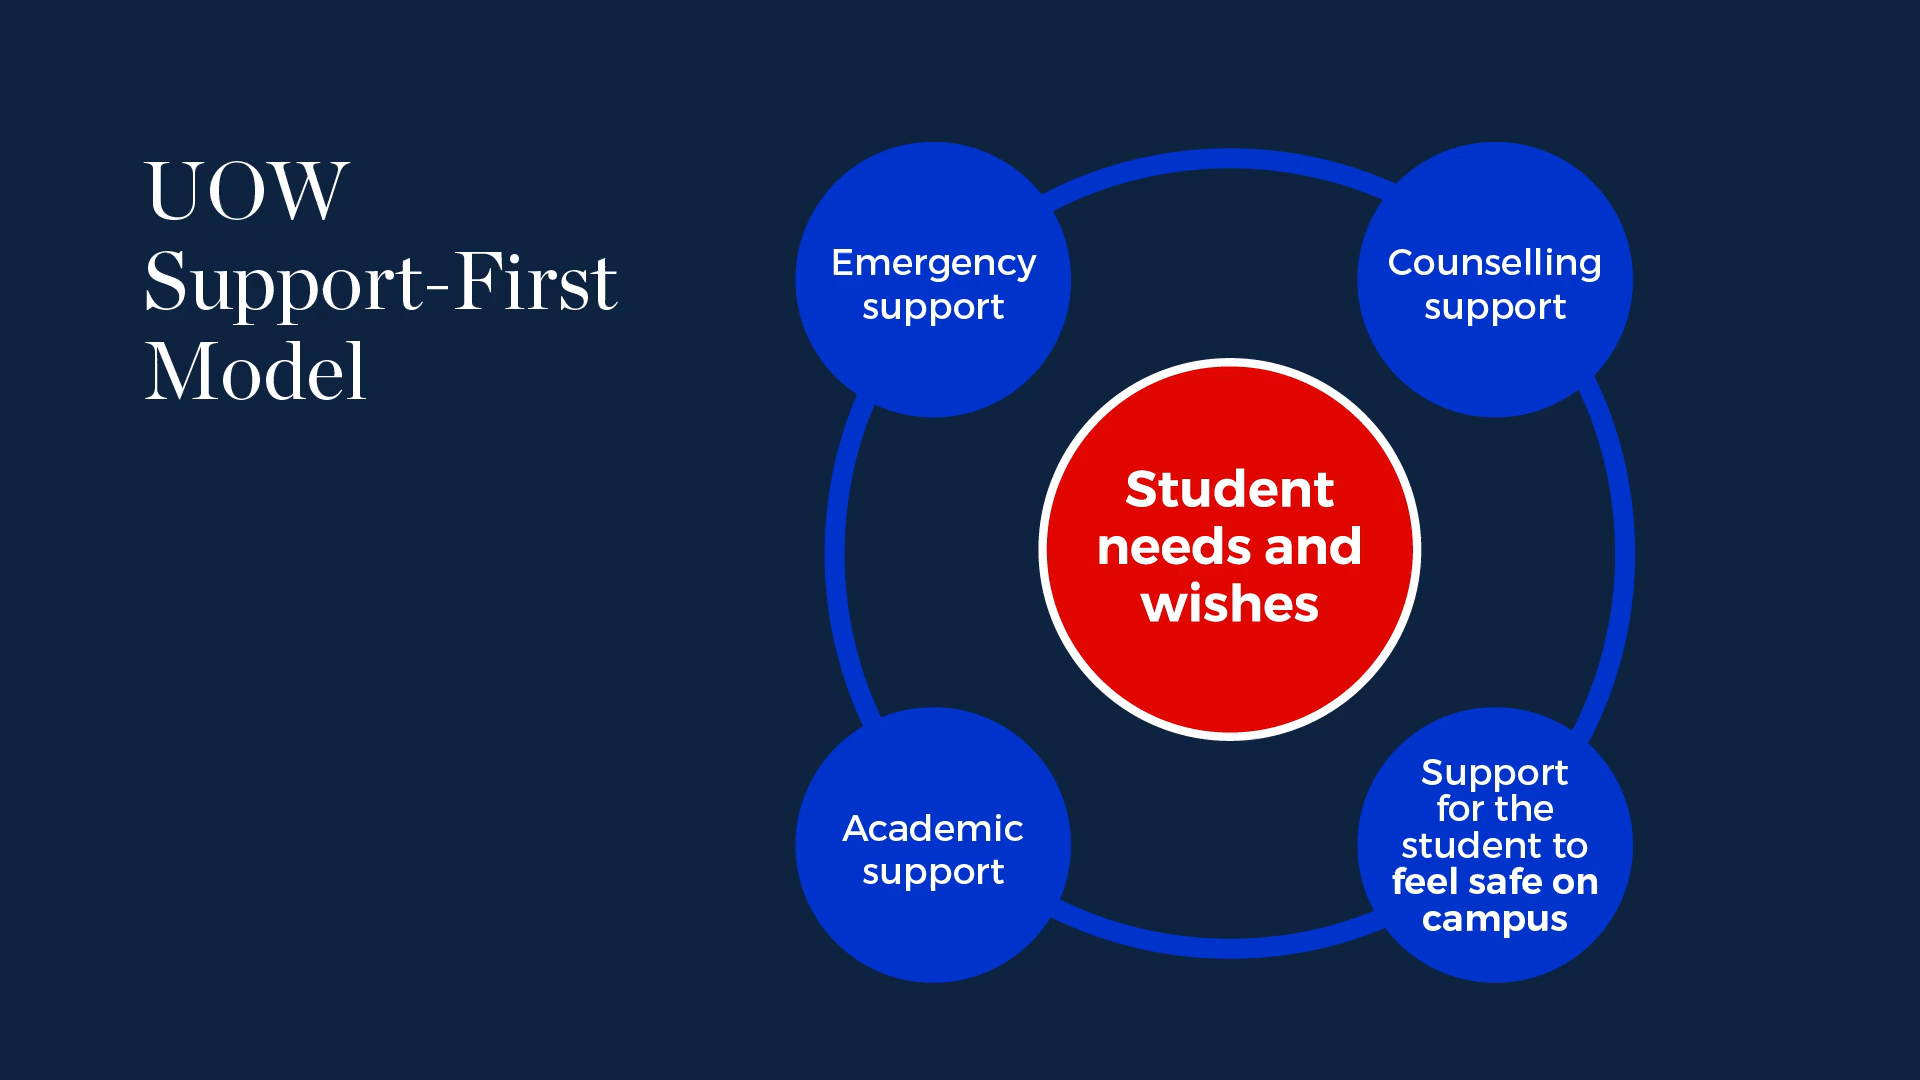 UOW
Support-First
Model
Emergency
support
Counselling
support
Student
needs and
wishes
Academic
support
Support
for the
student to
feel safe on
campus